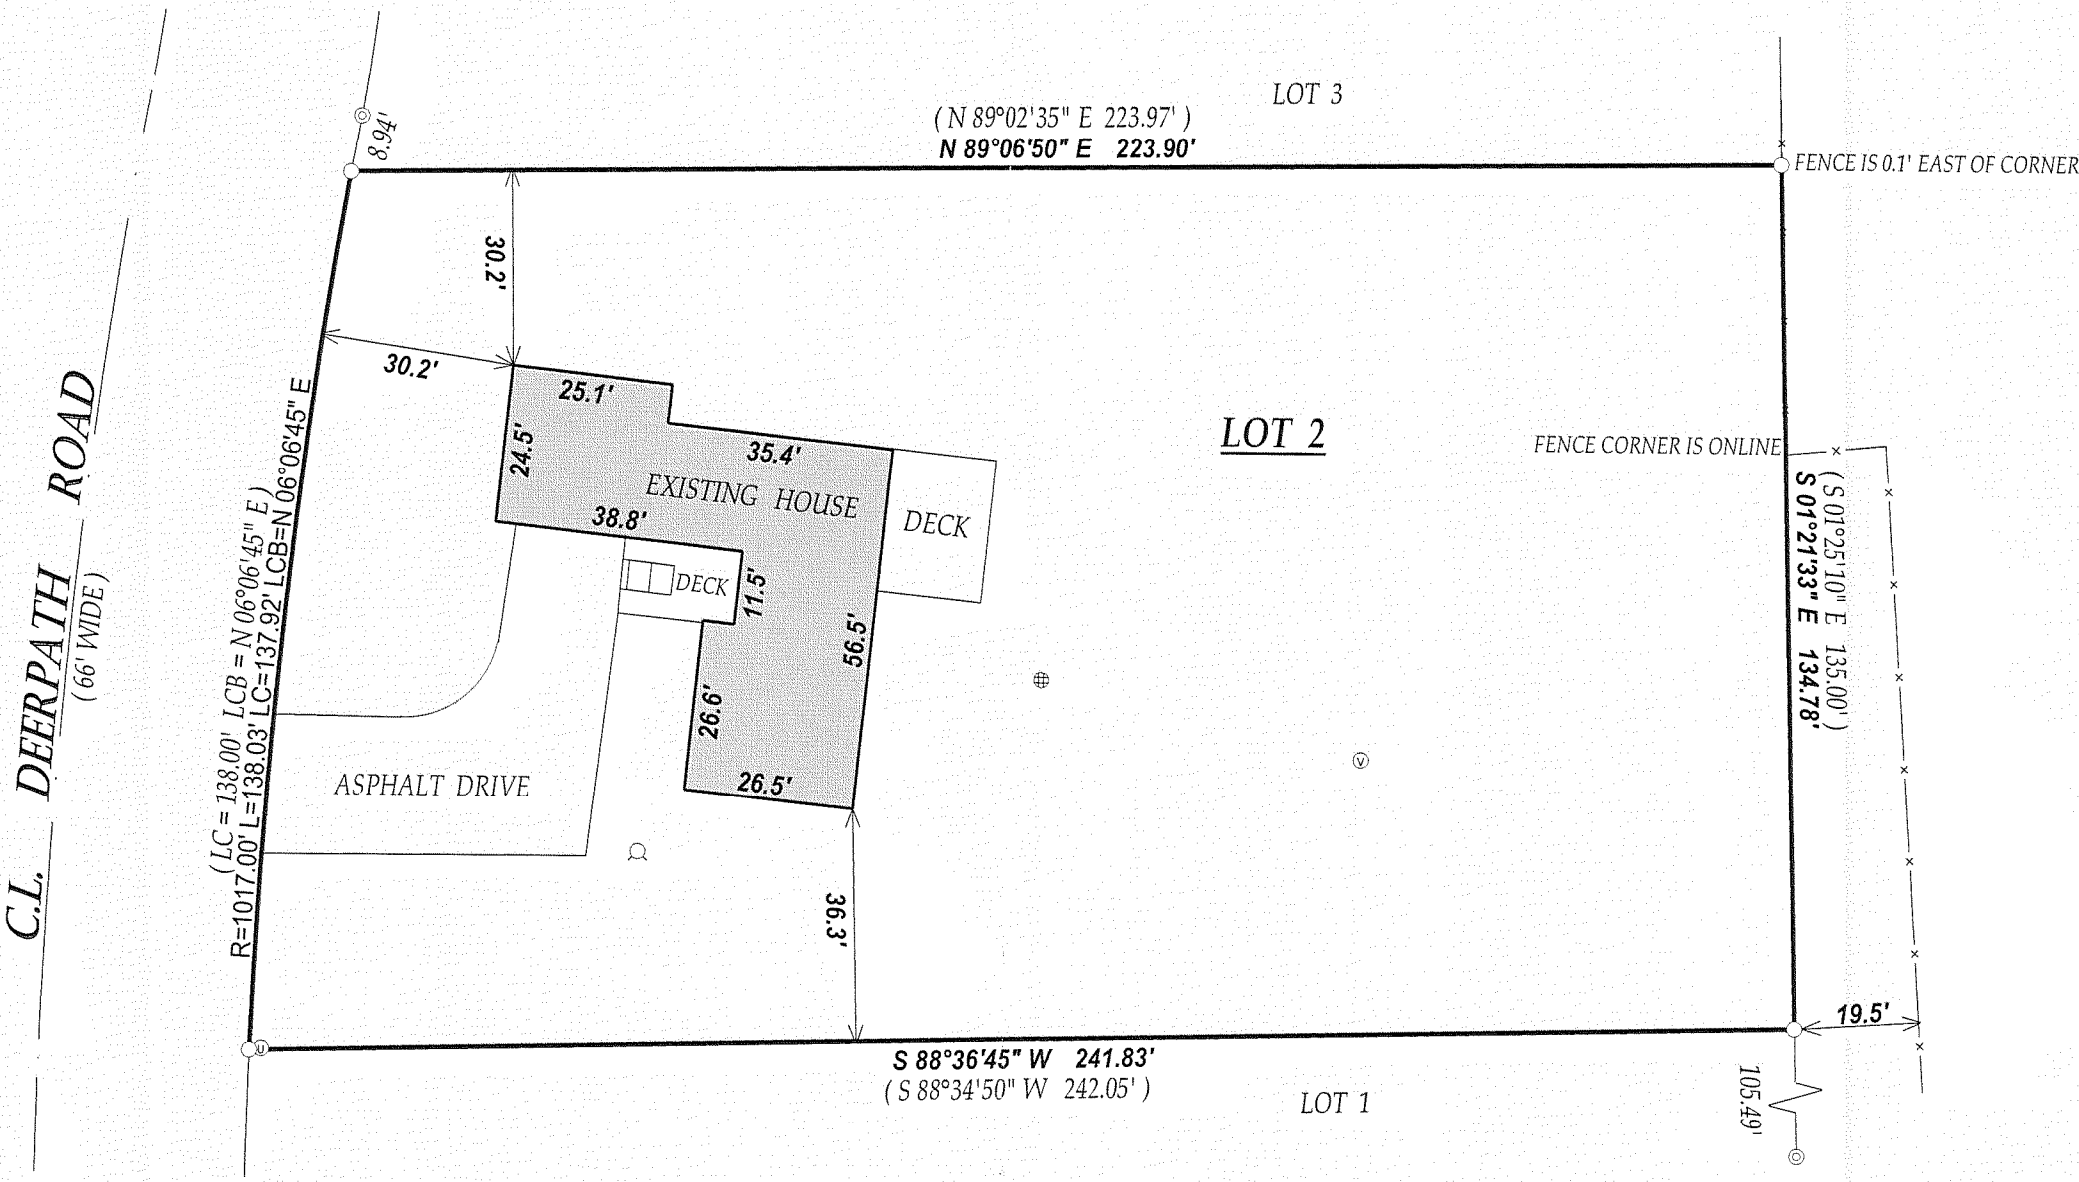 LOT 3
( N 89°02'35" E 223.97' )
N 89°06'50" E 223.90'
8.94'
FENCE IS 0.1' EAST OF CORNER
30.2'
30.2'
25.1'
24.5'
35.4'
EXISTING HOUSE
38.8'
DECK
DECK
11.5'
56.5'
26.6'
26.5'
36.3'
LOT 2
FENCE CORNER IS ONLINE
( S 01°25'10" E 135.00' )
S 01°21'33" E 134.78'
C.L. DEERPATH ROAD
( 66' WIDE )
( LC = 138.00' LCB = N 06°06'45" E )
R=1017.00' L=138.03' LC=137.92' LCB=N 06°06'45" E
ASPHALT DRIVE
V
U
19.5'
S 88°36'45" W 241.83'
( S 88°34'50" W 242.05' )
LOT 1
105.49'